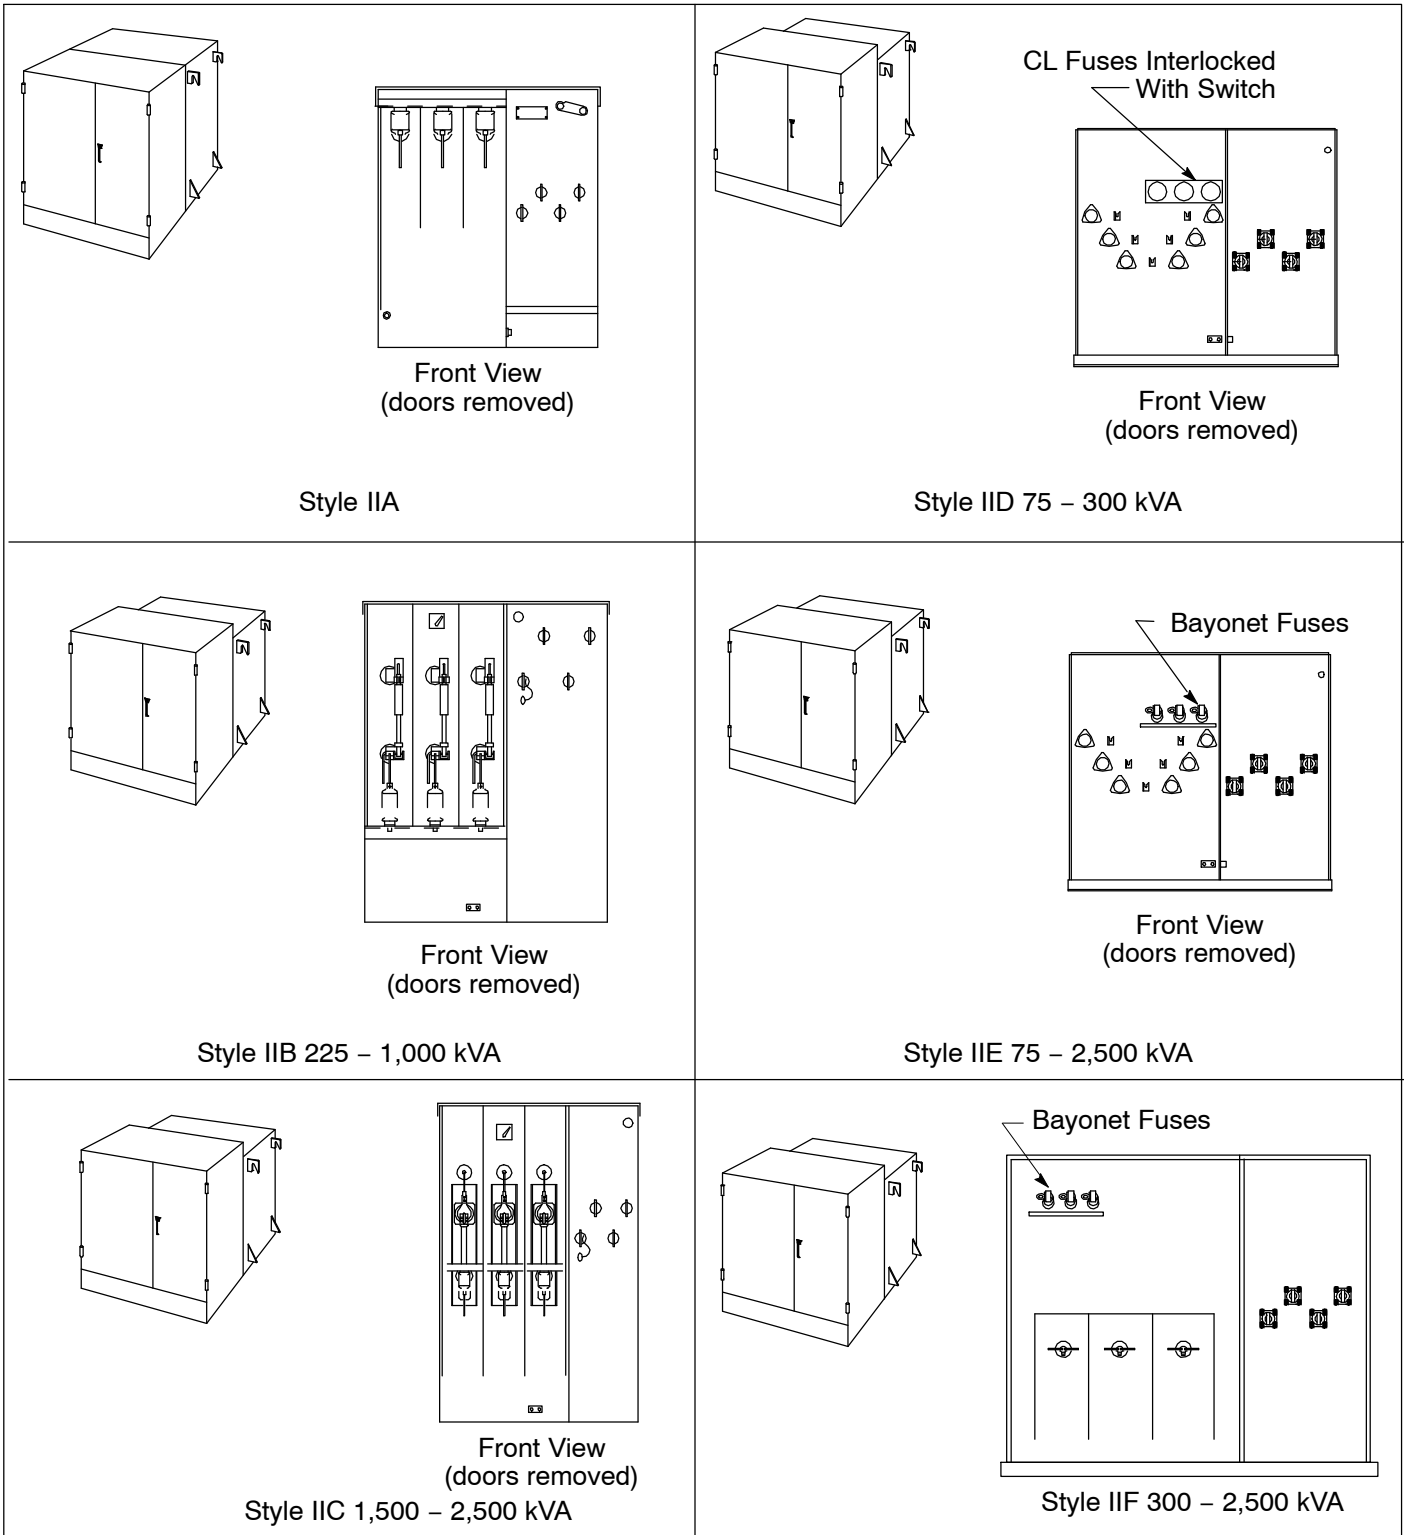 CL Fuses Interlocked
With Switch
Front View
(doors removed)
Front View
(doors removed)
Style IIA
Style IID 75 – 300 kVA
Bayonet Fuses
Front View
(doors removed)
Front View
(doors removed)
Style IIB 225 – 1,000 kVA
Style IIE 75 – 2,500 kVA
Bayonet Fuses
Front View
(doors removed)
Style IIC 1,500 – 2,500 kVA
Style IIF 300 – 2,500 kVA